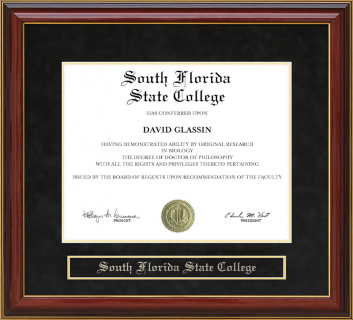 South Florida
State College
HAS CONFERRED UPON
DAVID GLASSIN
HAVING DEMONSTRATED ABILITY BY ORIGINAL RESEARCH
IN BIOLOGY
THE DEGREE OF DOCTOR OF PHILOSOPHY
WITH ALL THE RIGHTS AND PRIVILEGES THERETO PERTAINING
ISSUED BY THE BOARD OF REGENTS UPON RECOMMENDATION OF THE FACULTY
PROVOST
PRESIDENT
South Florida State College